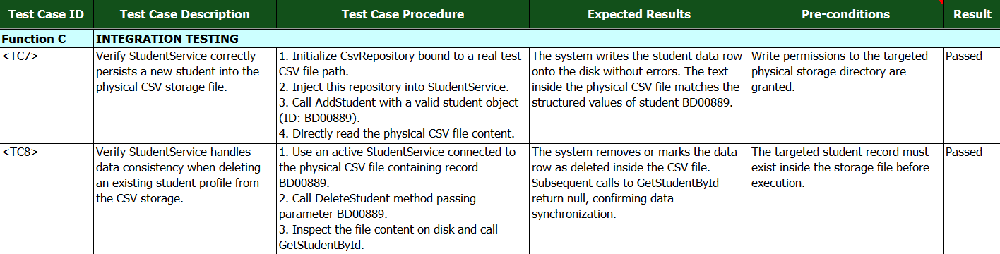 Test Case ID Test Case Description Test Case Procedure Expected Results Pre-conditions Result
Function C INTEGRATION TESTING
<TC7>
Verify StudentService correctly
persists a new student into the
physical CSV storage file.
1. Initialize CsvRepository bound to a real test
CSV file path.
2. Inject this repository into StudentService.
3. Call AddStudent with a valid student object
(ID: BD00889).
4. Directly read the physical CSV file content.
The system writes the student data row
onto the disk without errors. The text
inside the physical CSV file matches the
structured values of student BD00889.
Write permissions to the targeted
physical storage directory are
granted.
Passed
<TC8>
Verify StudentService handles
data consistency when deleting
an existing student profile from
the CSV storage.
1. Use an active StudentService connected to
the physical CSV file containing record
BD00889.
2. Call DeleteStudent method passing
parameter BD00889.
3. Inspect the file content on disk and call
GetStudentById.
The system removes or marks the data
row as deleted inside the CSV file.
Subsequent calls to GetStudentById
return null, confirming data
synchronization.
The targeted student record must
exist inside the storage file before
execution.
Passed